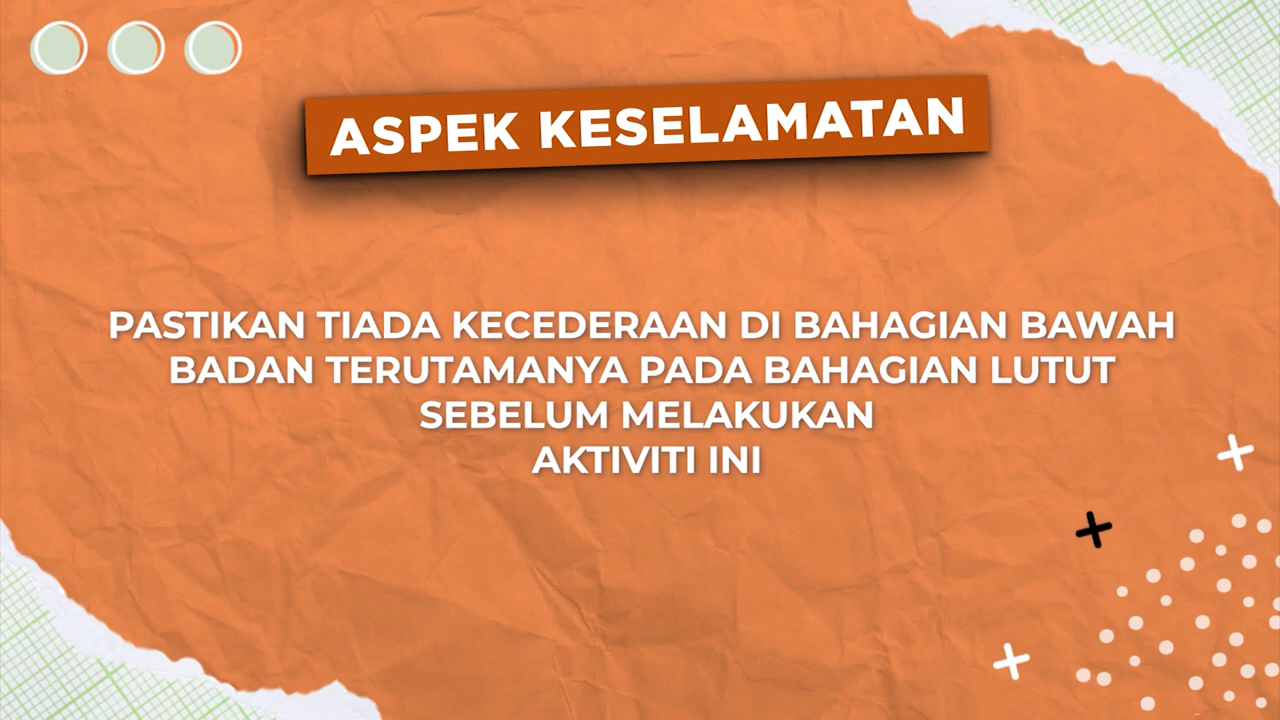 ASPEK KESELAMATAN
PASTIKAN TIADA KECEDERAAN DI BAHAGIAN BAWAH
BADAN TERUTAMANYA PADA BAHAGIAN LUTUT
SEBELUM MELAKUKAN
AKTIVITI INI